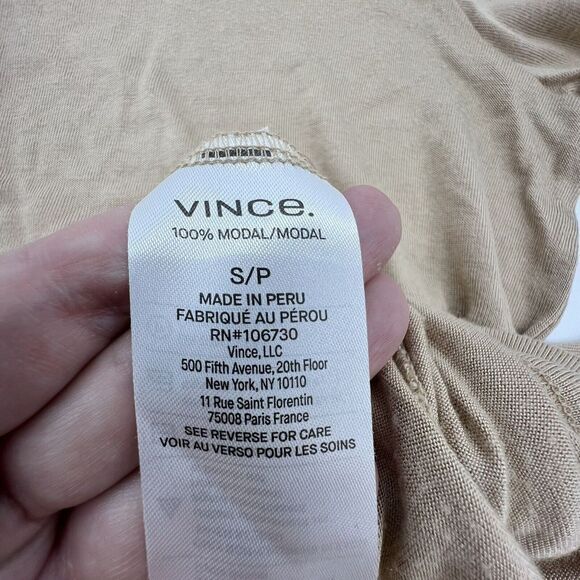 VINCe.
100% MODAL/MODAL
S/P
MADE IN PERU
FABRIQUÉ AU PÉROU
RN#106730
Vince, LLC
500 Fifth Avenue, 20th Floor
New York, NY 10110
11 Rue Saint Florentin
75008 Paris France
SEE REVERSE FOR CARE
VOIR AU VERSO POUR LES SOINS